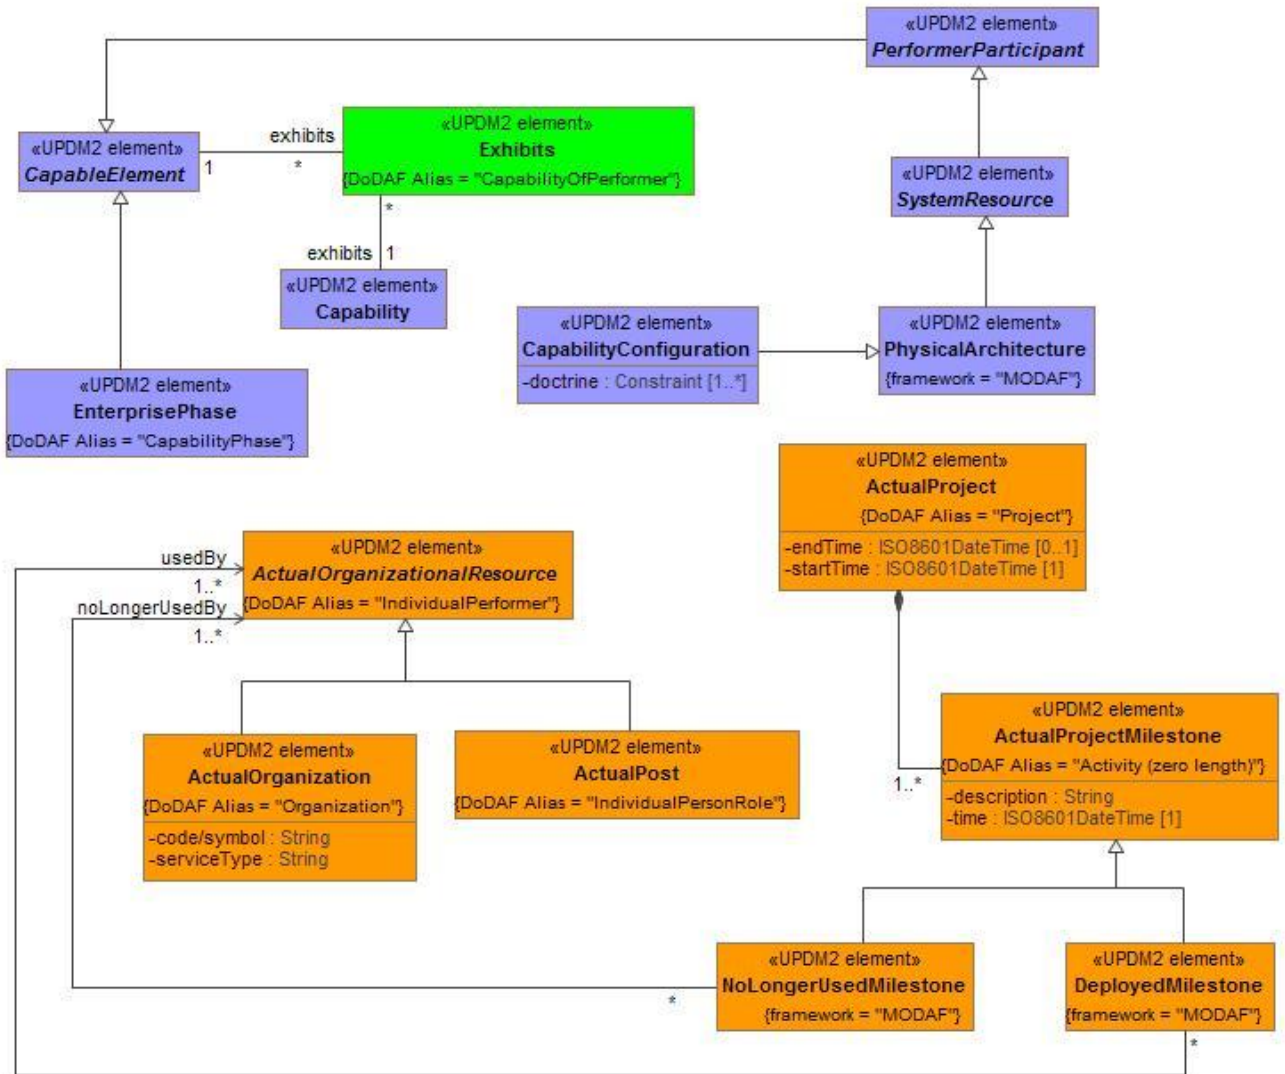 «UPDM2 element»
PerformerParticipant
«UPDM2 element»
CapableElement
1
exhibits
*
«UPDM2 element»
Exhibits
{DoDAF Alias = "CapabilityOfPerformer"}
*
exhibits
1
«UPDM2 element»
Capability
«UPDM2 element»
SystemResource
«UPDM2 element»
CapabilityConfiguration
-doctrine : Constraint [1..*]
«UPDM2 element»
PhysicalArchitecture
{framework = "MODAF"}
«UPDM2 element»
EnterprisePhase
{DoDAF Alias = "CapabilityPhase"}
«UPDM2 element»
ActualProject
{DoDAF Alias = "Project"}
-endTime : ISO8601DateTime [0..1]
-startTime : ISO8601DateTime [1]
usedBy
1..*
noLongerUsedBy
1..*
«UPDM2 element»
ActualOrganizationalResource
{DoDAF Alias = "IndividualPerformer"}
«UPDM2 element»
ActualOrganization
{DoDAF Alias = "Organization"}
-code/symbol : String
-serviceType : String
«UPDM2 element»
ActualPost
{DoDAF Alias = "IndividualPersonRole"}
1..*
«UPDM2 element»
ActualProjectMilestone
{DoDAF Alias = "Activity (zero length)"}
-description : String
-time : ISO8601DateTime [1]
*
«UPDM2 element»
NoLongerUsedMilestone
{framework = "MODAF"}
«UPDM2 element»
DeployedMilestone
{framework = "MODAF"}
*